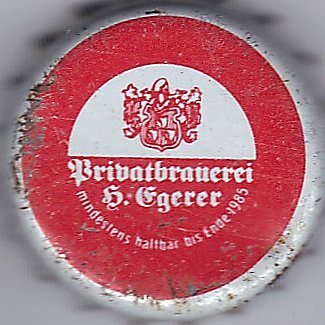 Privatbrauerei
H. Egerer
mindestens haltbar bis Ende-1985